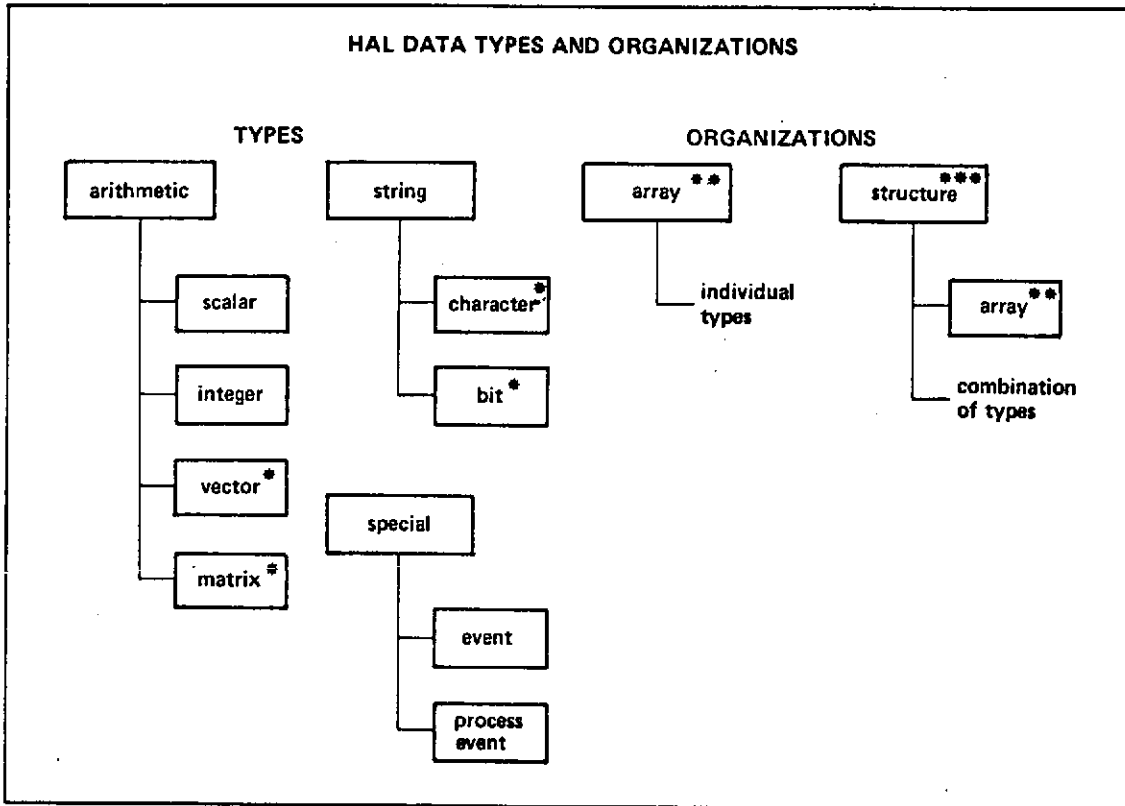 HAL DATA TYPES AND ORGANIZATIONS
TYPES
arithmetic
scalar
integer
vector *
matrix *
string
character *
bit *
special
event
process
event
ORGANIZATIONS
array **
individual
types
structure ***
array **
combination
of types